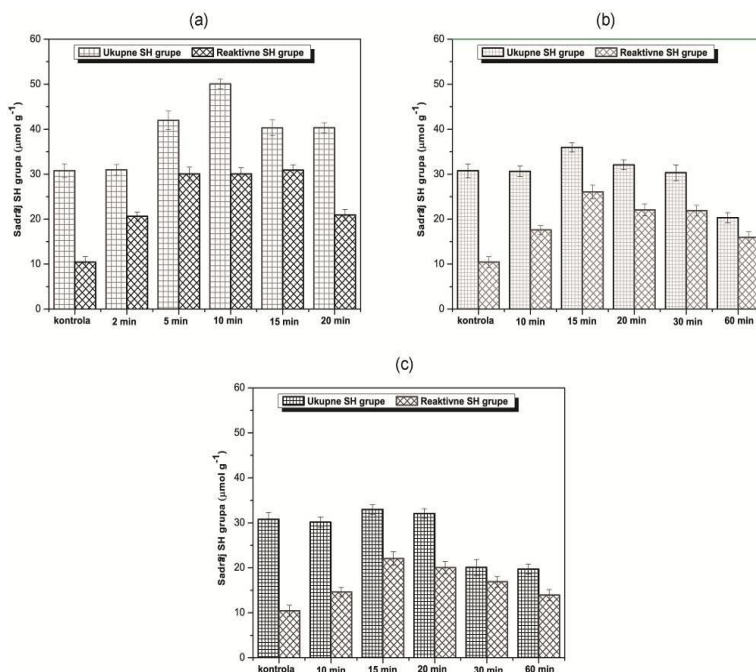 (a)
Ukupne SH grupe Reaktivne SH grupe
Sadržaj SH grupa (μmol g⁻¹)
60
50
40
30
20
10
0
kontrola 2 min 5 min 10 min 15 min 20 min
(b)
Ukupne SH grupe Reaktivne SH grupe
Sadržaj SH grupa (μmol g⁻¹)
60
50
40
30
20
10
0
kontrola 10 min 15 min 20 min 30 min 60 min
(c)
Ukupne SH grupe Reaktivne SH grupe
Sadržaj SH grupa (μmol g⁻¹)
60
50
40
30
20
10
0
kontrola 10 min 15 min 20 min 30 min 60 min